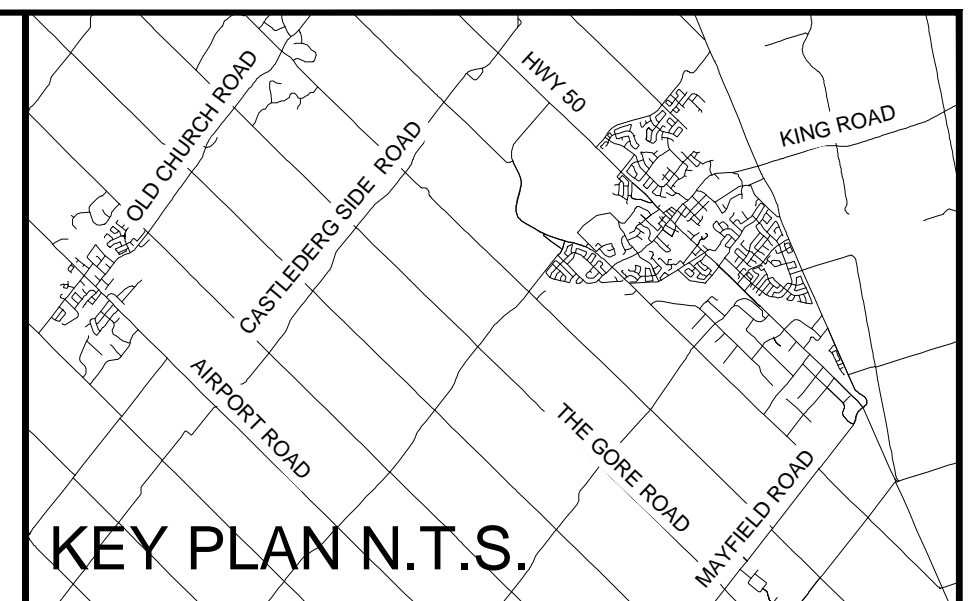 OLD CHURCH ROAD
CASTLEDERG SIDE ROAD
HWY 50
KING ROAD
AIRPORT ROAD
THE GORE ROAD
MAYFIELD ROAD
KEY PLAN N.T.S.